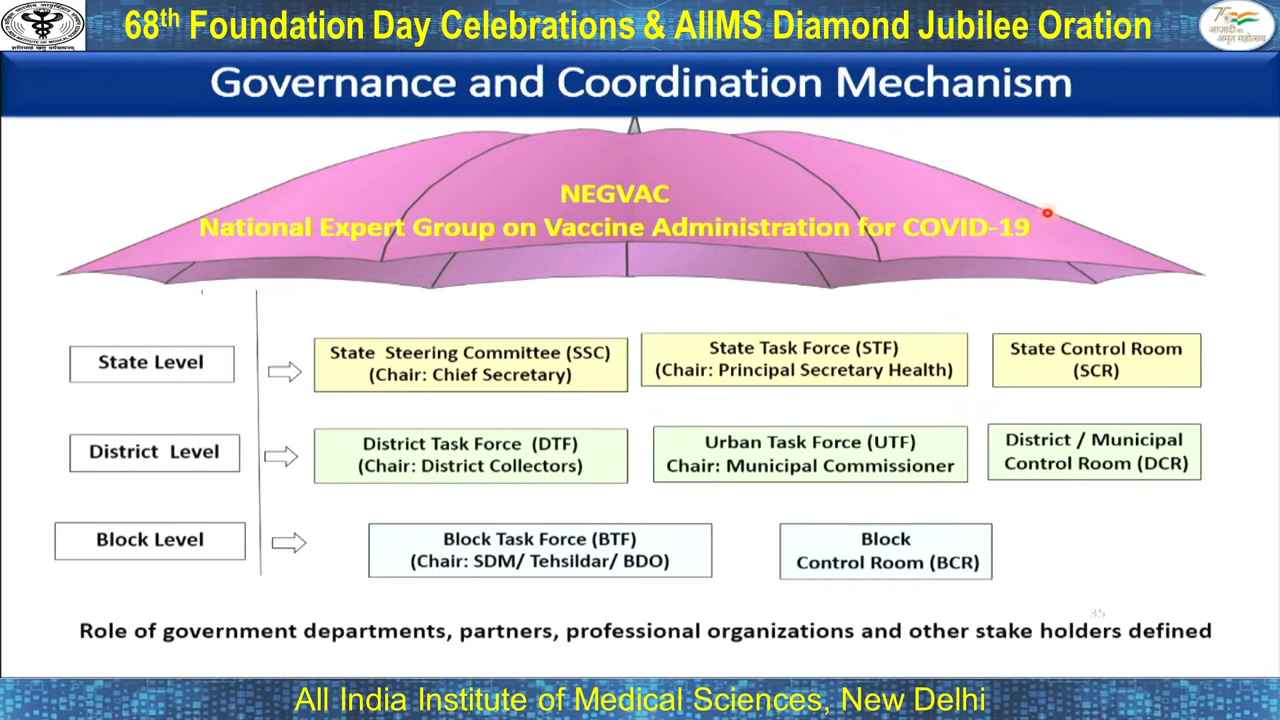 68th Foundation Day Celebrations & AIIMS Diamond Jubilee Oration
आज़ादी का
अमृत महोत्सव
Governance and Coordination Mechanism
NEGVAC
National Expert Group on Vaccine Administration for COVID-19
State Level
State Steering Committee (SSC)
(Chair: Chief Secretary)
State Task Force (STF)
(Chair: Principal Secretary Health)
State Control Room
(SCR)
District Level
District Task Force (DTF)
(Chair: District Collectors)
Urban Task Force (UTF)
Chair: Municipal Commissioner
District / Municipal
Control Room (DCR)
Block Level
Block Task Force (BTF)
(Chair: SDM/ Tehsildar/ BDO)
Block
Control Room (BCR)
35
Role of government departments, partners, professional organizations and other stake holders defined
All India Institute of Medical Sciences, New Delhi